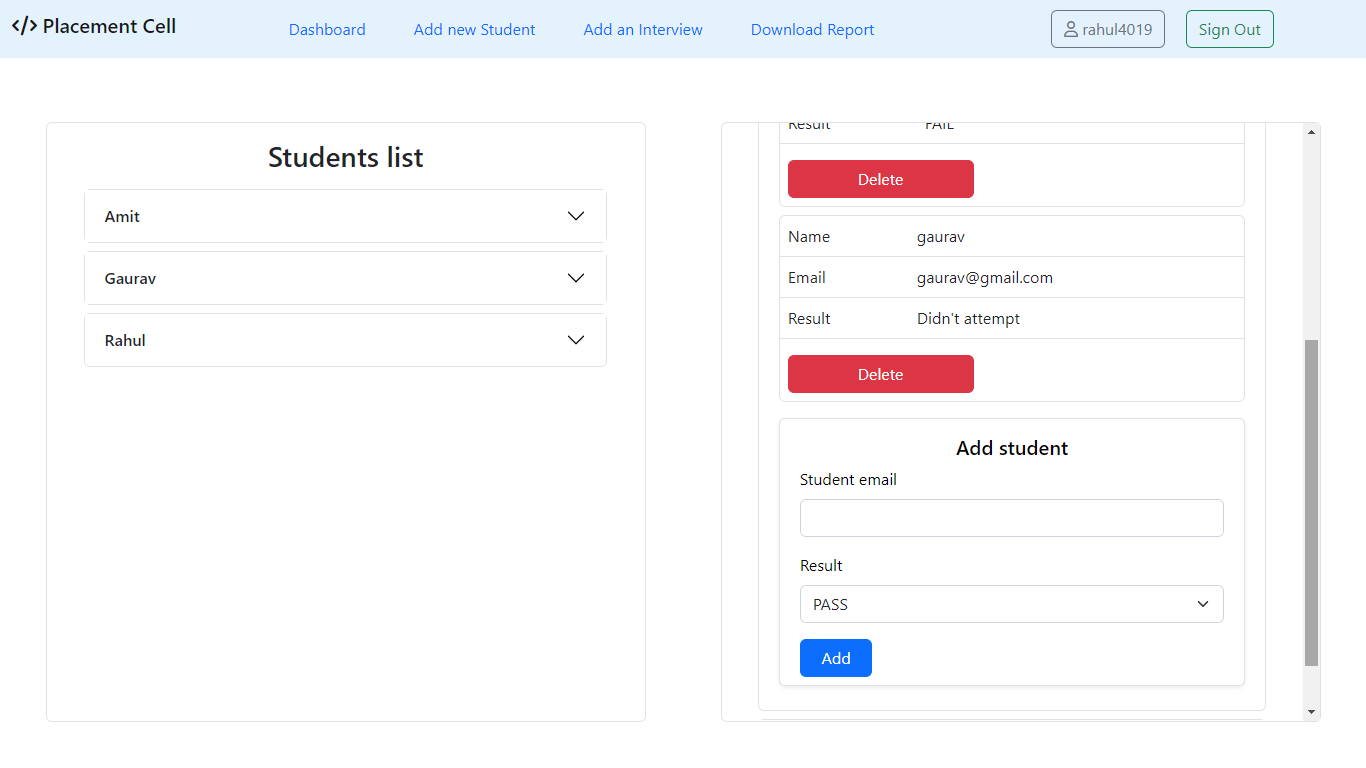 </> Placement Cell
Dashboard
Add new Student
Add an Interview
Download Report
rahul4019
Sign Out
Students list
Amit
Gaurav
Rahul
Result FAIL
Delete
Name gaurav
Email gaurav@gmail.com
Result Didn't attempt
Delete
Add student
Student email
Result
PASS
Add